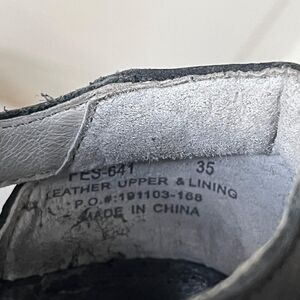 FES-641 35
LEATHER UPPER & LINING
P.O.#:191103-168
MADE IN CHINA